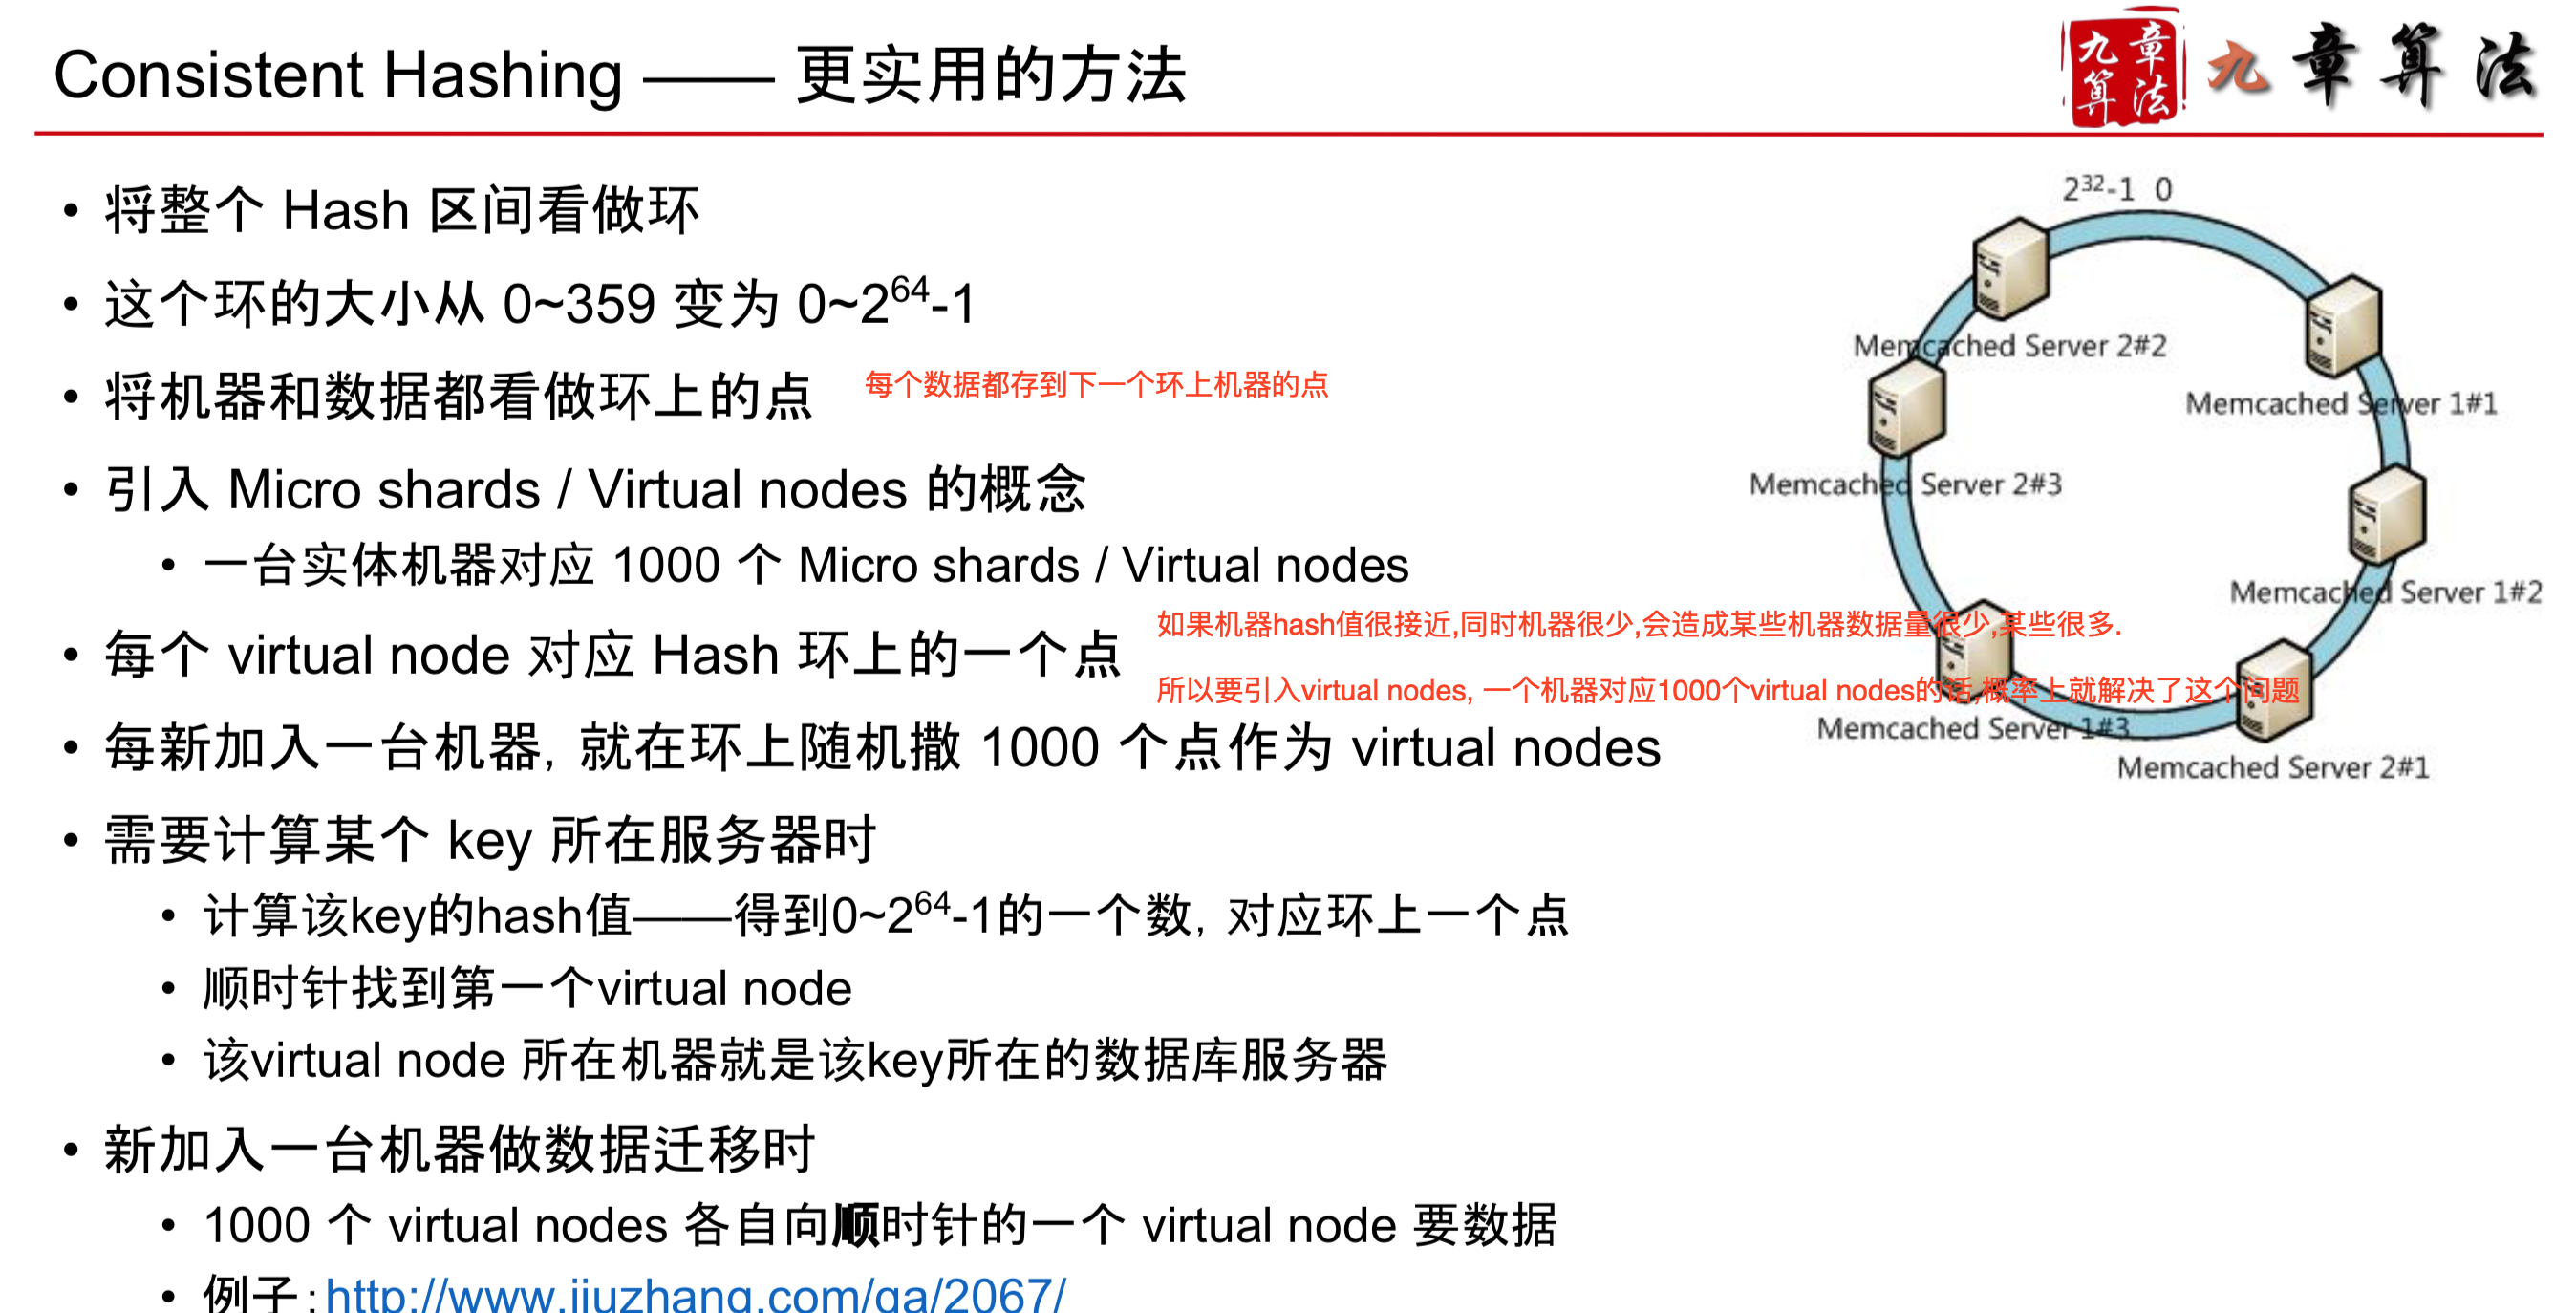 Consistent Hashing —— 更实用的方法
九章算法
九章算法
• 将整个 Hash 区间看做环
• 这个环的大小从 0~359 变为 0~2^64-1
• 将机器和数据都看做环上的点
每个数据都存到下一个环上机器的点
• 引入 Micro shards / Virtual nodes 的概念
• 一台实体机器对应 1000 个 Micro shards / Virtual nodes
• 每个 virtual node 对应 Hash 环上的一个点
如果机器hash值很接近,同时机器很少,会造成某些机器数据量很少,某些很多.
所以要引入virtual nodes, 一个机器对应1000个virtual nodes的话,概率上就解决了这个问题
• 每新加入一台机器, 就在环上随机撒 1000 个点作为 virtual nodes
• 需要计算某个 key 所在服务器时
• 计算该key的hash值——得到0~2^64-1的一个数, 对应环上一个点
• 顺时针找到第一个virtual node
• 该virtual node 所在机器就是该key所在的数据库服务器
• 新加入一台机器做数据迁移时
• 1000 个 virtual nodes 各自向顺时针的一个 virtual node 要数据
• 例子:http://www.jiuzhang.com/qa/2067/
2^32-1 0
Memcached Server 2#2
Memcached Server 1#1
Memcached Server 2#3
Memcached Server 1#2
Memcached Server 1#3
Memcached Server 2#1